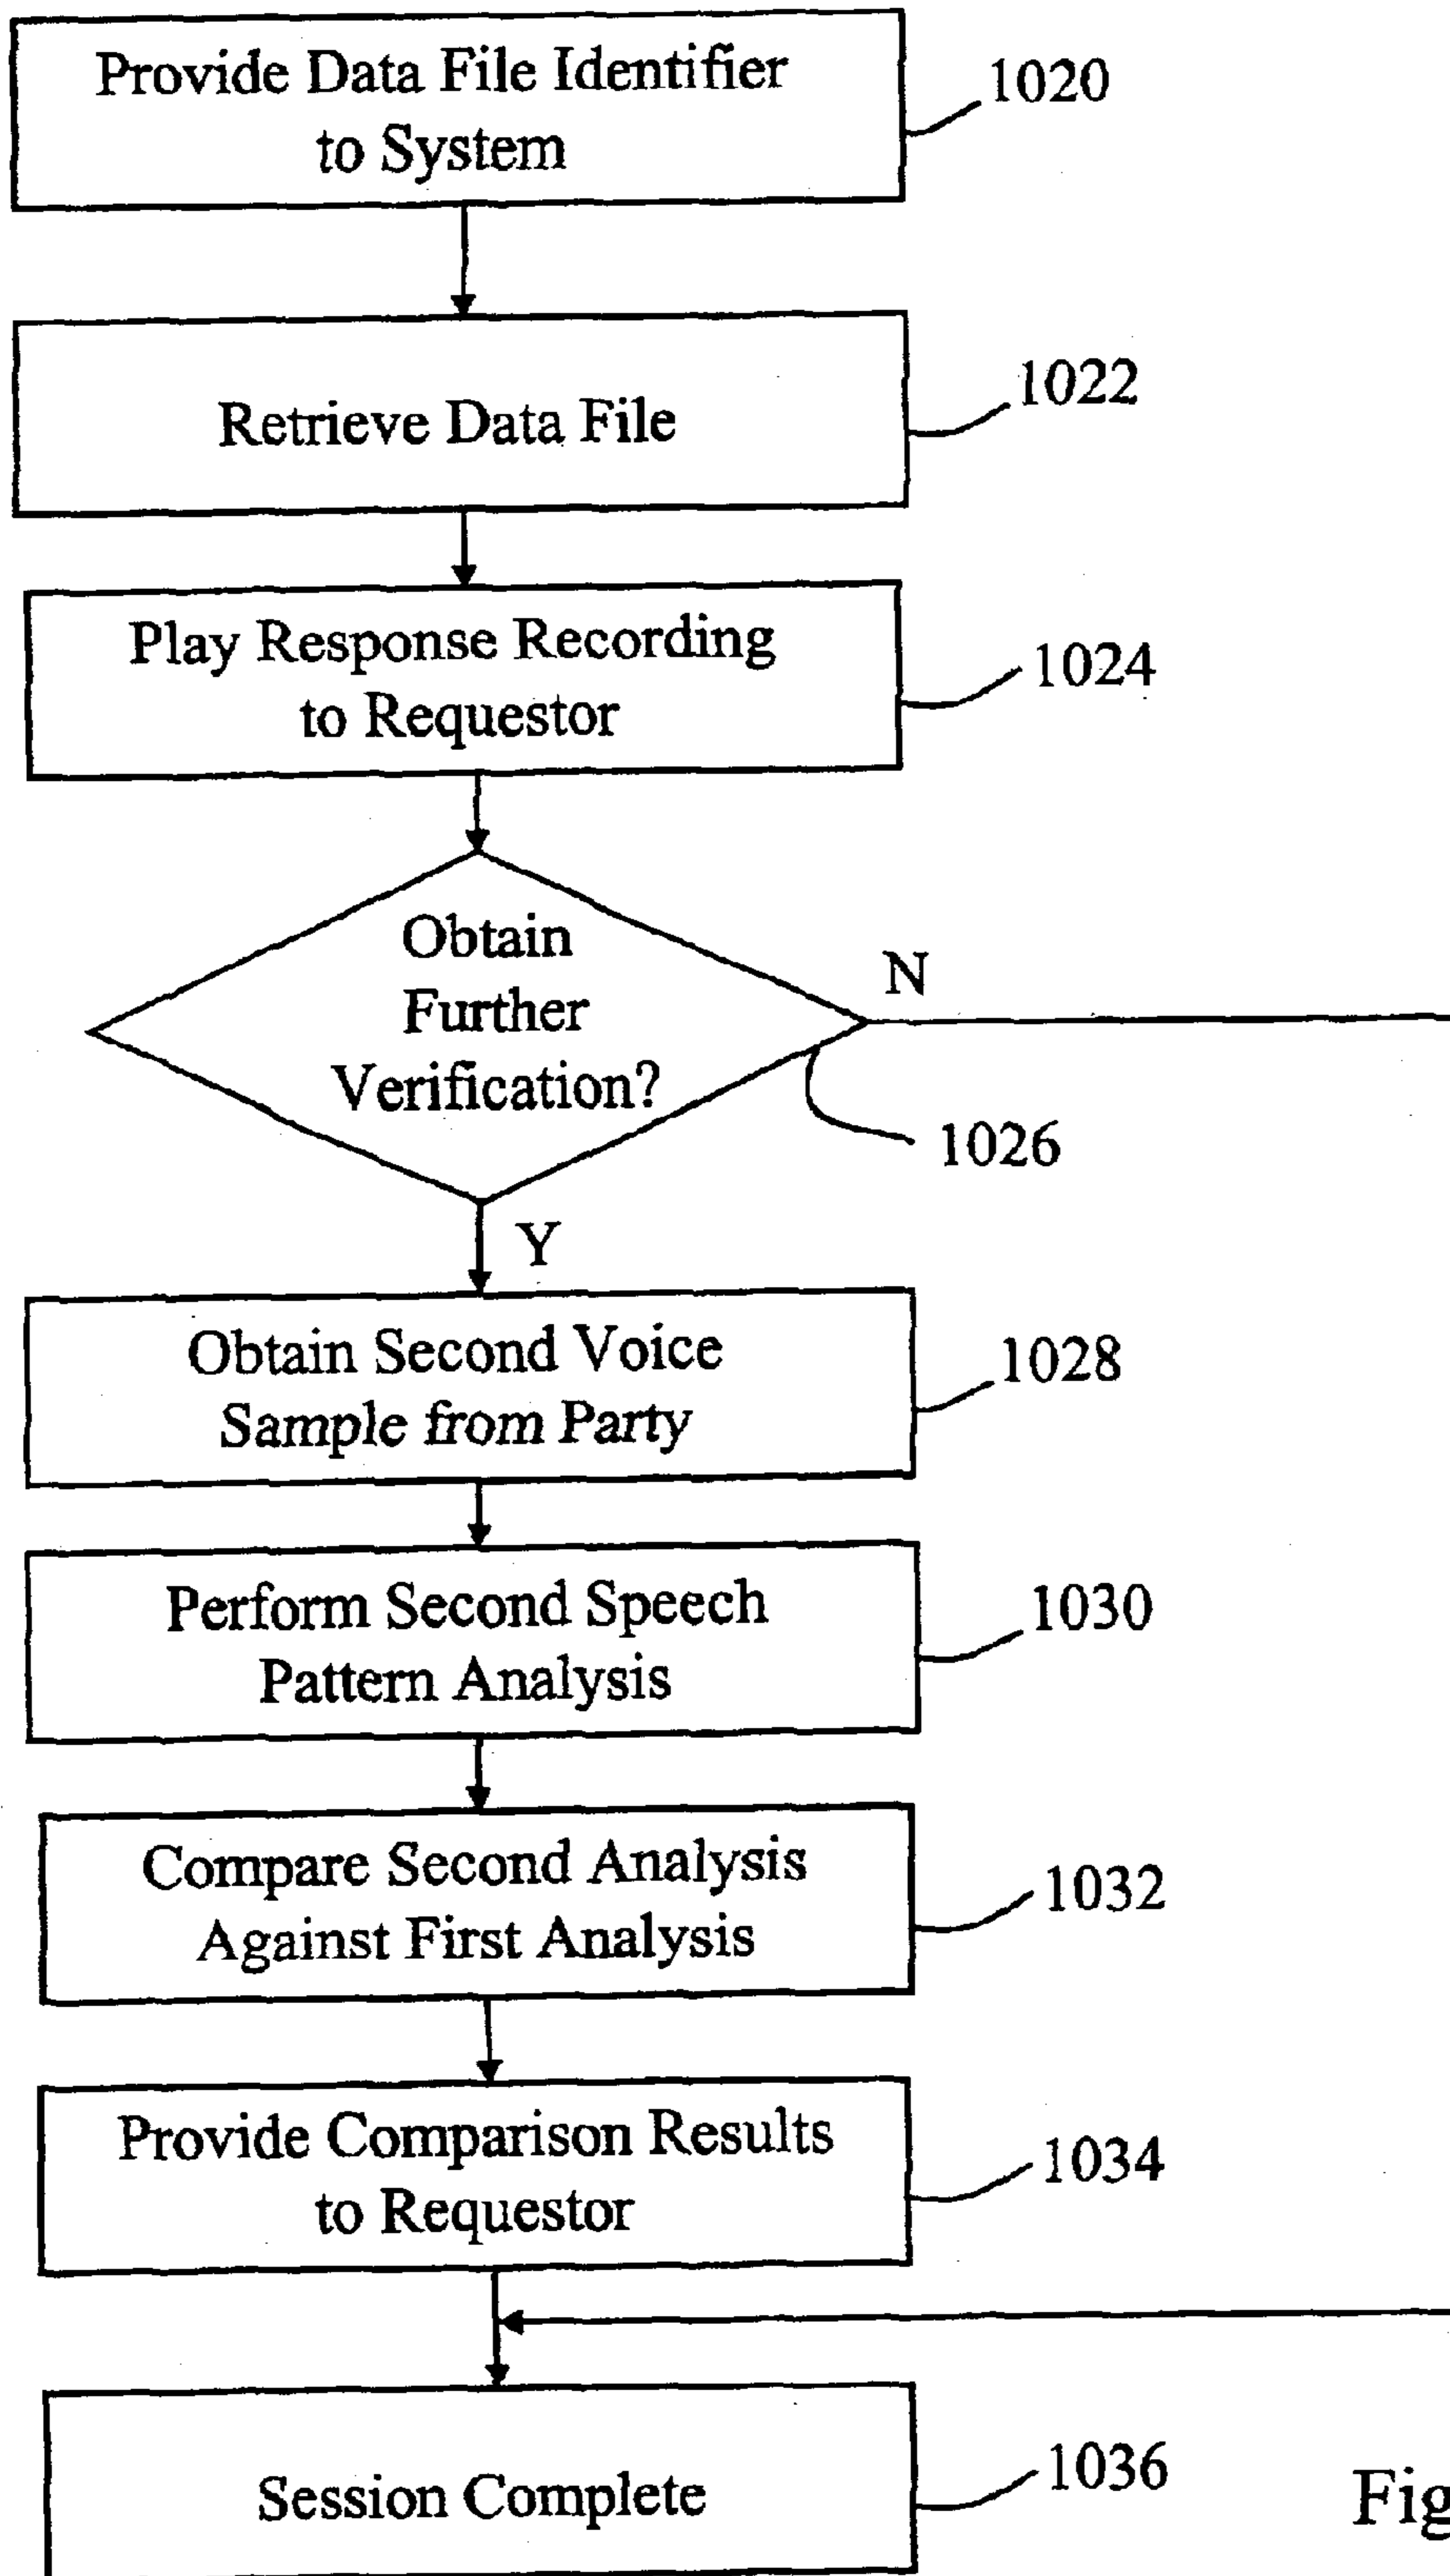 Provide Data File Identifier
to System
1020
Retrieve Data File
1022
Play Response Recording
to Requestor
1024
Obtain
Further
Verification?
N
1026
Y
Obtain Second Voice
Sample from Party
1028
Perform Second Speech
Pattern Analysis
1030
Compare Second Analysis
Against First Analysis
1032
Provide Comparison Results
to Requestor
1034
Session Complete
1036
Fig